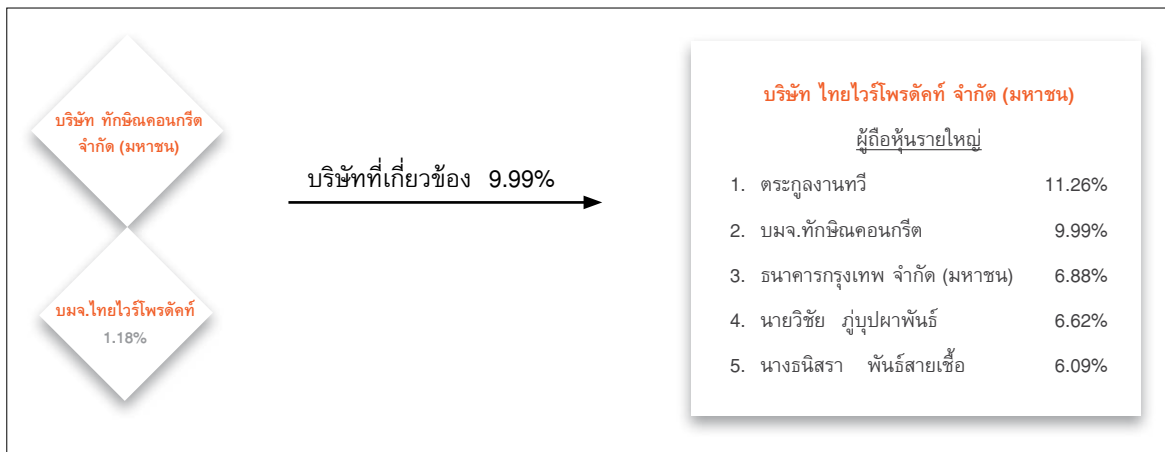 บริษัท ทักษิณคอนกรีต
จำกัด (มหาชน)
บมจ.ไทยไวร์โพรดัคท์
1.18%
บริษัทที่เกี่ยวข้อง 9.99%
บริษัท ไทยไวร์โพรดัคท์ จำกัด (มหาชน)
ผู้ถือหุ้นรายใหญ่
1. ตระกูลงานทวี 11.26%
2. บมจ.ทักษิณคอนกรีต 9.99%
3. ธนาคารกรุงเทพ จำกัด (มหาชน) 6.88%
4. นายวิชัย ภู่บุปผาพันธ์ 6.62%
5. นางธนิสรา พันธ์สายเชื้อ 6.09%